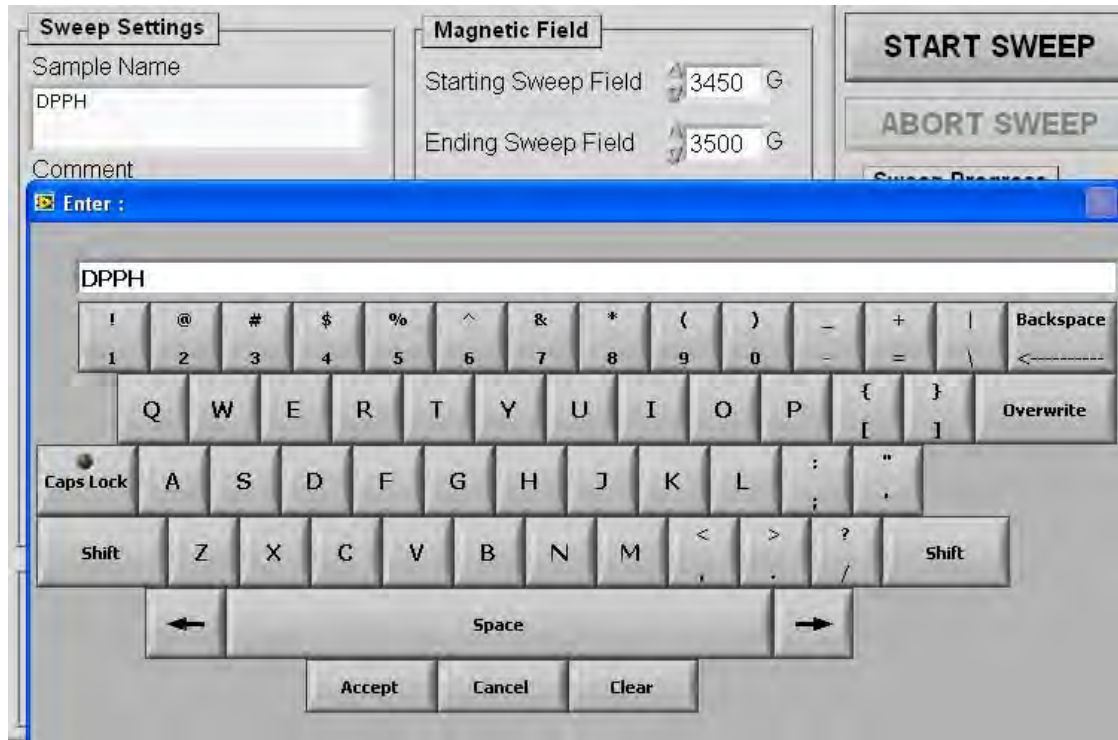 Sweep Settings
Magnetic Field
START SWEEP
Sample Name
DPPH
Starting Sweep Field 3450 G
ABORT SWEEP
Ending Sweep Field 3500 G
Comment
Sweep Progress
Enter :
DPPH
! @ # $ % ^ & * ( ) _ + | Backspace
1 2 3 4 5 6 7 8 9 0 - = \ <----------
Q W E R T Y U I O P { } Overwrite
[ ]
Caps Lock A S D F G H J K L : "
; '
Shift Z X C V B N M < > ? Shift
, . /
Space
Accept Cancel Clear